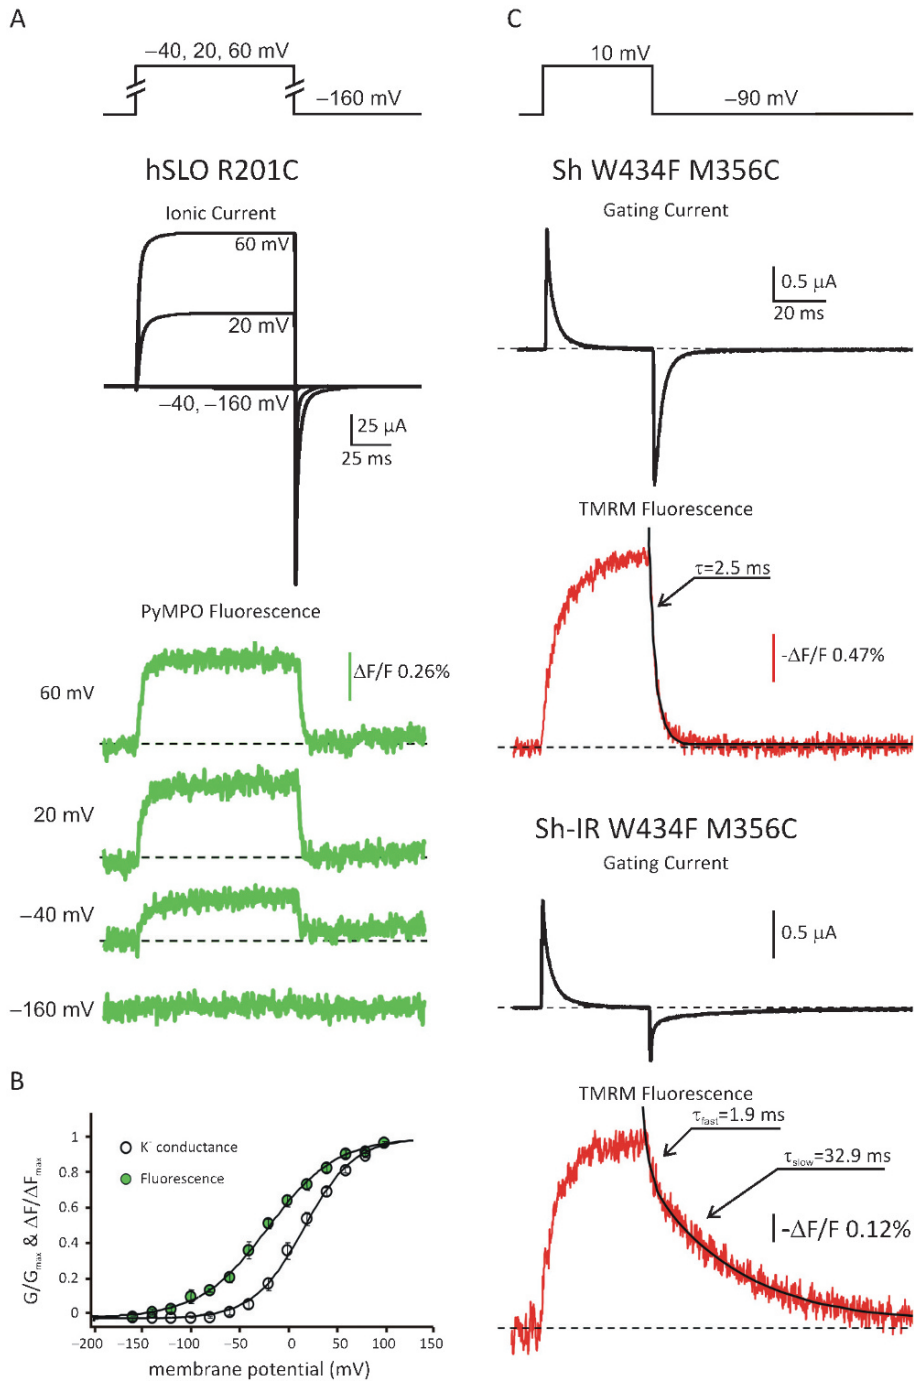 A
−40, 20, 60 mV
−160 mV
hSLO R201C
Ionic Current
60 mV
20 mV
−40, −160 mV
25 µA
25 ms
PyMPO Fluorescence
ΔF/F 0.26%
60 mV
20 mV
−40 mV
−160 mV
B
G/Gmax & ΔF/ΔFmax
1
0.8
0.6
0.4
0.2
0
K⁻ conductance
Fluorescence
−200 −150 −100 −50 0 50 100 150
membrane potential (mV)
C
10 mV
−90 mV
Sh W434F M356C
Gating Current
0.5 µA
20 ms
TMRM Fluorescence
τ=2.5 ms
-ΔF/F 0.47%
Sh-IR W434F M356C
Gating Current
0.5 µA
TMRM Fluorescence
τfast=1.9 ms
τslow=32.9 ms
-ΔF/F 0.12%